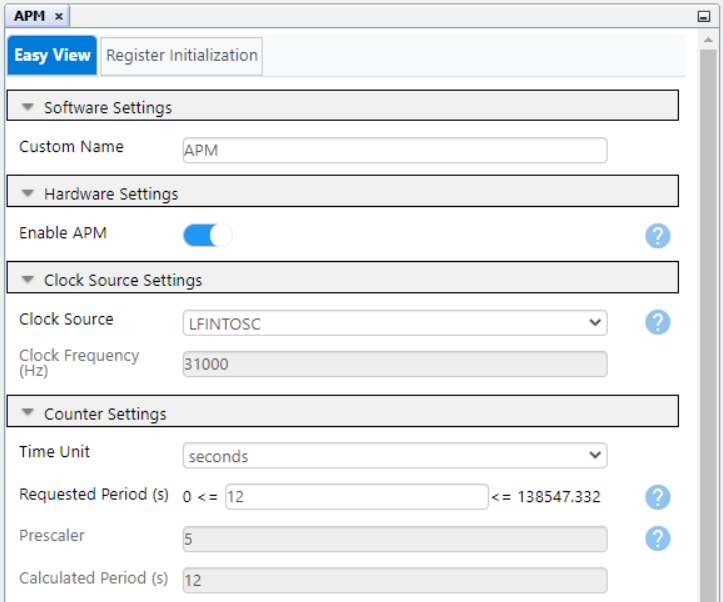 APM ×
Easy View Register Initialization
Software Settings
Custom Name APM
Hardware Settings
Enable APM ?
Clock Source Settings
Clock Source LFINTOSC ?
Clock Frequency
(Hz) 31000
Counter Settings
Time Unit seconds
Requested Period (s) 0 <= 12 <= 138547.332 ?
Prescaler 5 ?
Calculated Period (s) 12